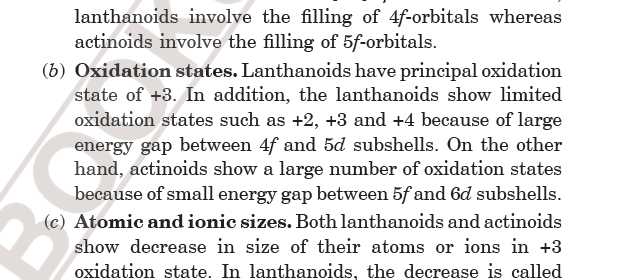 lanthanoids involve the filling of 4f-orbitals whereas
actinoids involve the filling of 5f-orbitals.
(b) Oxidation states. Lanthanoids have principal oxidation
state of +3. In addition, the lanthanoids show limited
oxidation states such as +2, +3 and +4 because of large
energy gap between 4f and 5d subshells. On the other
hand, actinoids show a large number of oxidation states
because of small energy gap between 5f and 6d subshells.
(c) Atomic and ionic sizes. Both lanthanoids and actinoids
show decrease in size of their atoms or ions in +3
oxidation state. In lanthanoids, the decrease is called